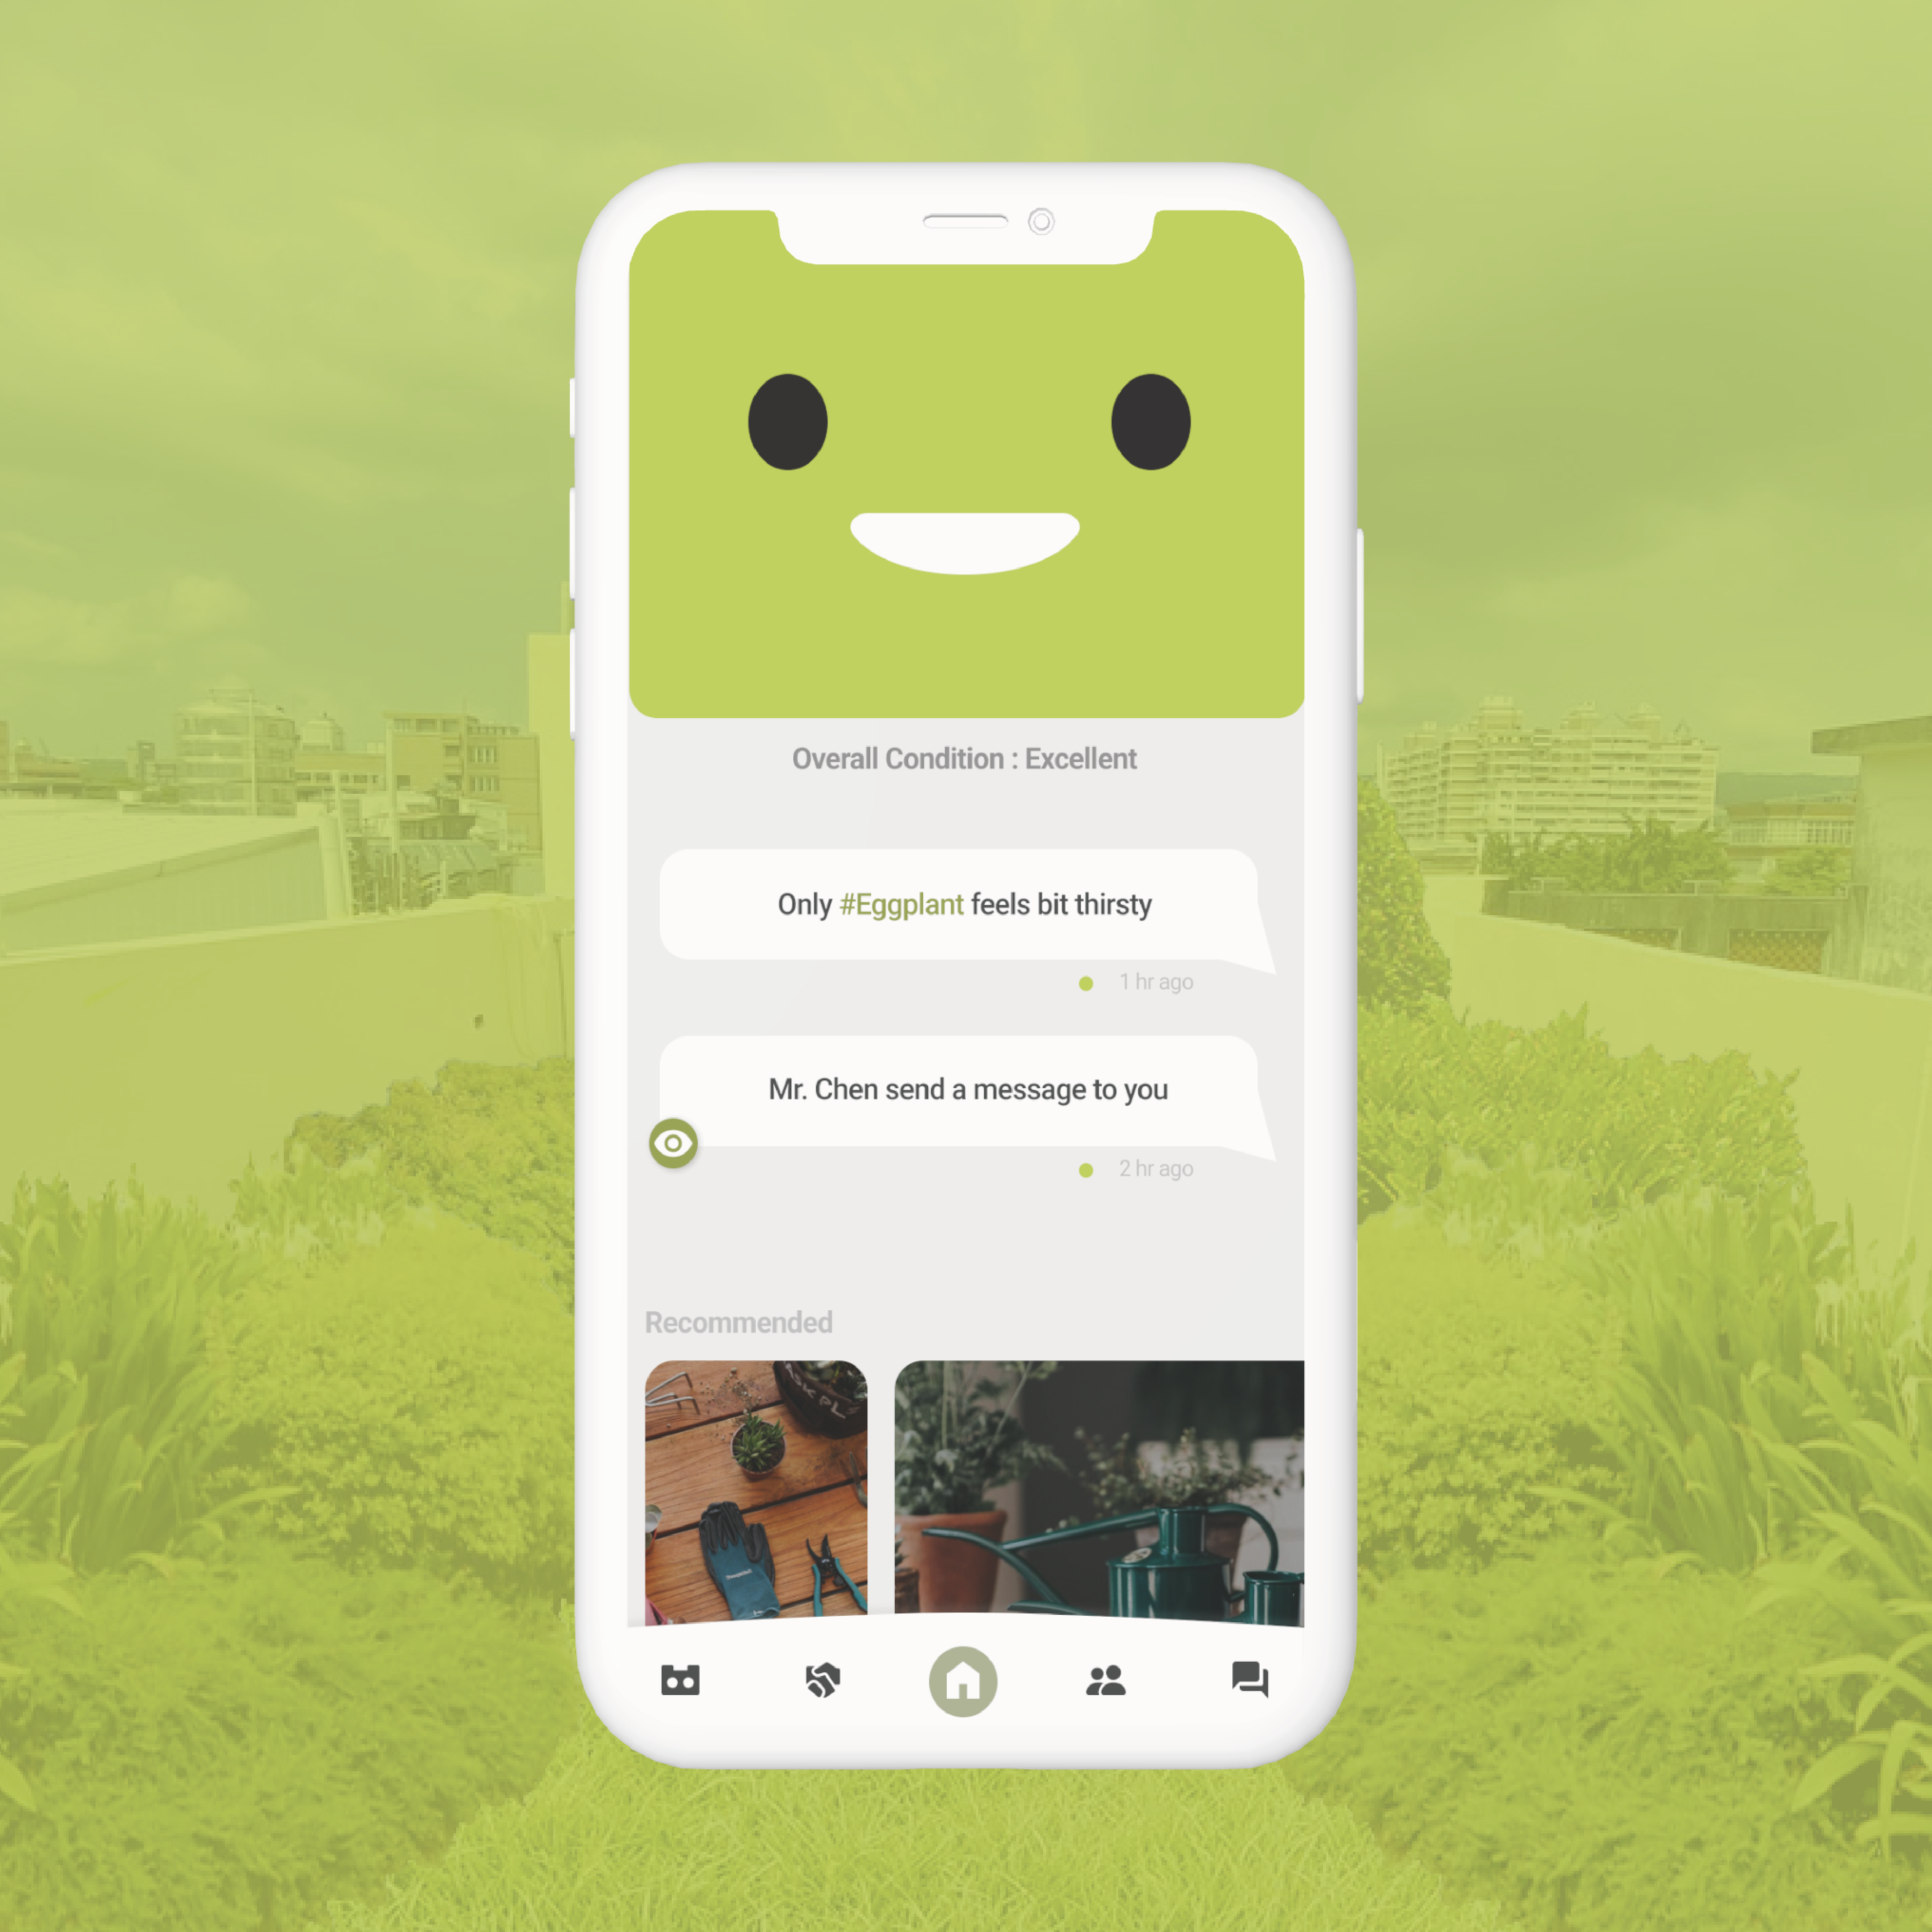 Overall Condition : Excellent
Only #Eggplant feels bit thirsty
1 hr ago
Mr. Chen send a message to you
2 hr ago
Recommended